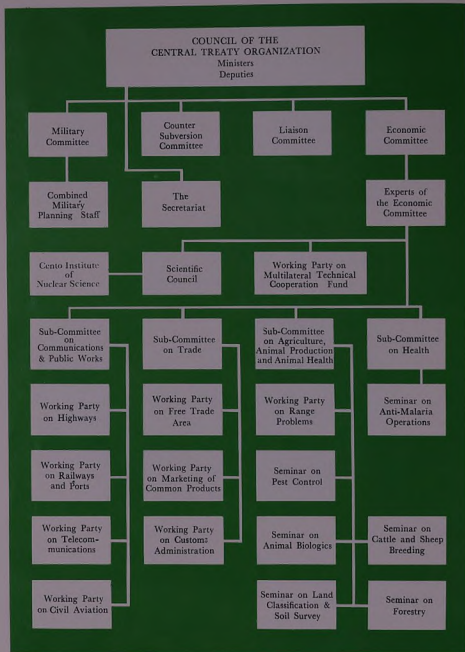 COUNCIL OF THE
CENTRAL TREATY ORGANIZATION
Ministers
Deputies
Military
Committee
Counter
Subversion
Committee
Liaison
Committee
Economic
Committee
Combined
Military
Planning Staff
The
Secretariat
Experts of
the Economic
Committee
Cento Institute
of
Nuclear Science
Scientific
Council
Working Party on
Multilateral Technical
Cooperation Fund
Sub-Committee
on
Communications
& Public Works
Sub-Committee
on Trade
Sub-Committee
on Agriculture,
Animal Production
and Animal Health
Sub-Committee
on Health
Working Party
on Highways
Working Party
on Free Trade
Area
Working Party
on Range
Problems
Seminar on
Anti-Malaria
Operations
Working Party
on Railways
and Ports
Working Party
on Marketing of
Common Products
Seminar on
Pest Control
Working Party
on Telecom-
munications
Working Party
on Customs
Administration
Seminar on
Animal Biologics
Seminar on
Cattle and Sheep
Breeding
Working Party
on Civil Aviation
Seminar on Land
Classification &
Soil Survey
Seminar on
Forestry